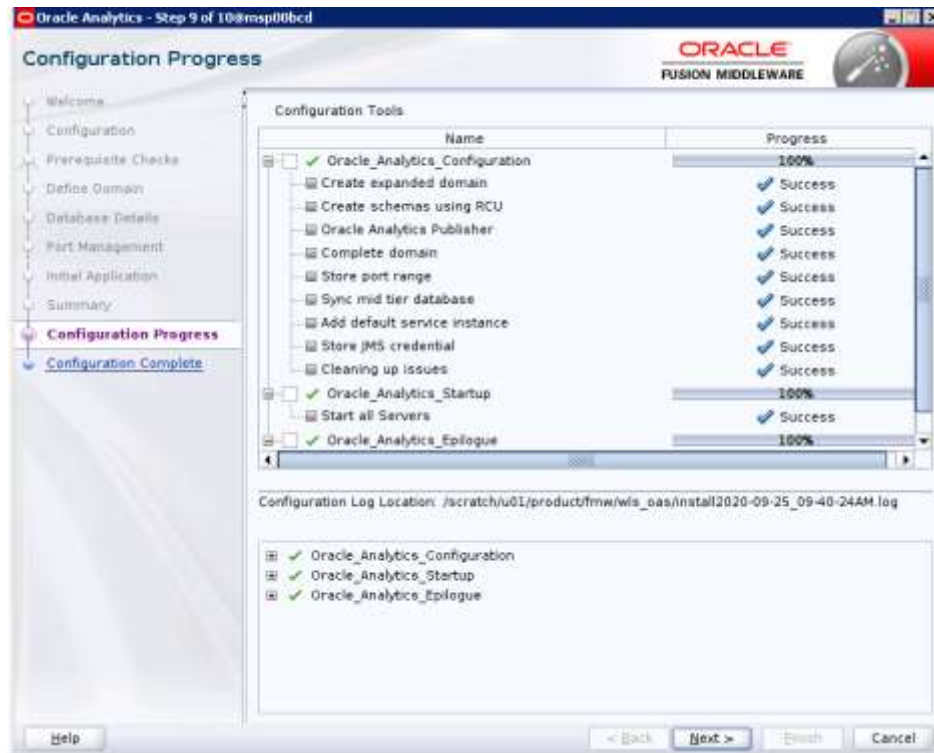 Oracle Analytics - Step 9 of 10@msp00bcd
Configuration Progress
ORACLE
FUSION MIDDLEWARE
Welcome
Configuration
Prerequisite Checks
Define Domain
Database Details
Port Management
Initial Application
Summary
Configuration Progress
Configuration Complete
Configuration Tools
Name Progress
Oracle_Analytics_Configuration 100%
Create expanded domain Success
Create schemas using RCU Success
Oracle Analytics Publisher Success
Complete domain Success
Store port range Success
Sync mid tier database Success
Add default service instance Success
Store JMS credential Success
Cleaning up issues Success
Oracle_Analytics_Startup 100%
Start all Servers Success
Oracle_Analytics_Epilogue 100%
Configuration Log Location: /scratch/u01/product/fmw/wls_oas/install2020-09-25_09-40-24AM.log
Oracle_Analytics_Configuration
Oracle_Analytics_Startup
Oracle_Analytics_Epilogue
Help < Back Next > Finish Cancel